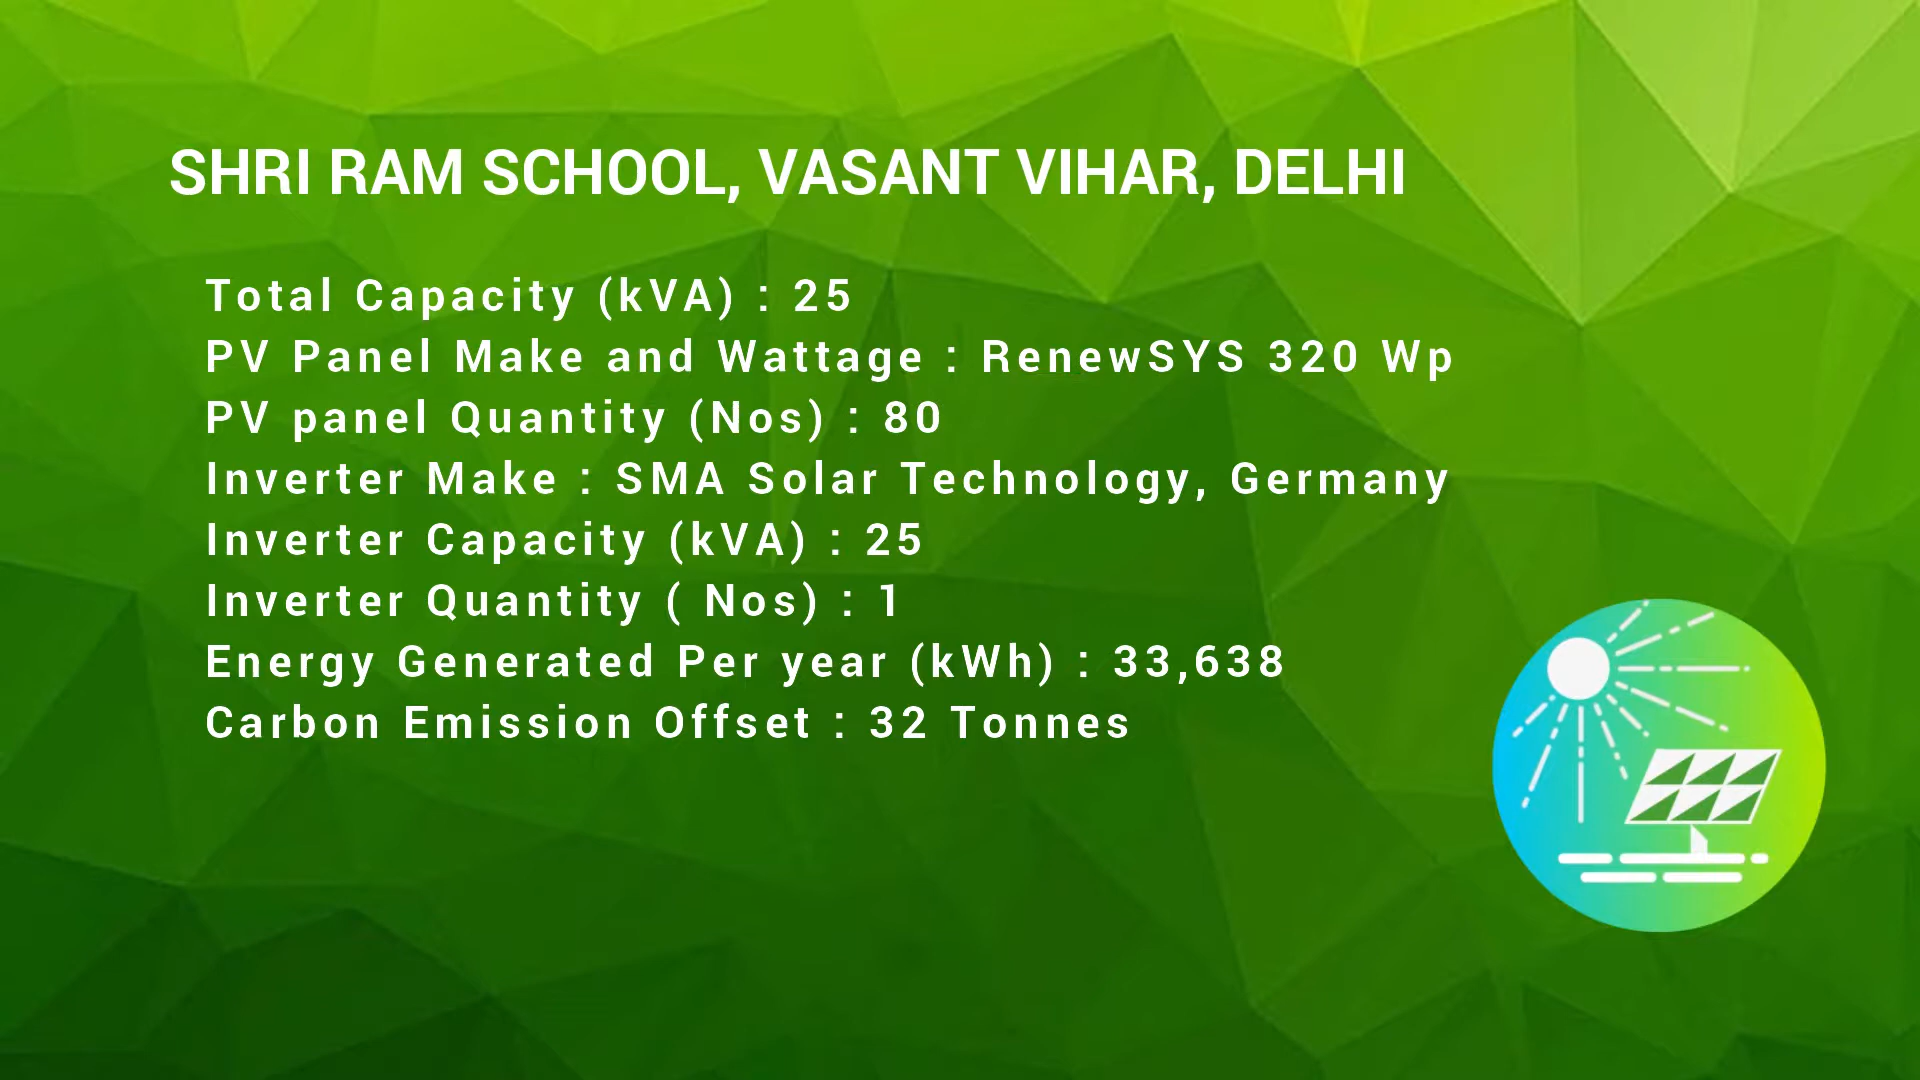 SHRI RAM SCHOOL, VASANT VIHAR, DELHI
Total Capacity (kVA) : 25
PV Panel Make and Wattage : RenewSYS 320 Wp
PV panel Quantity (Nos) : 80
Inverter Make : SMA Solar Technology, Germany
Inverter Capacity (kVA) : 25
Inverter Quantity ( Nos) : 1
Energy Generated Per year (kWh) : 33,638
Carbon Emission Offset : 32 Tonnes